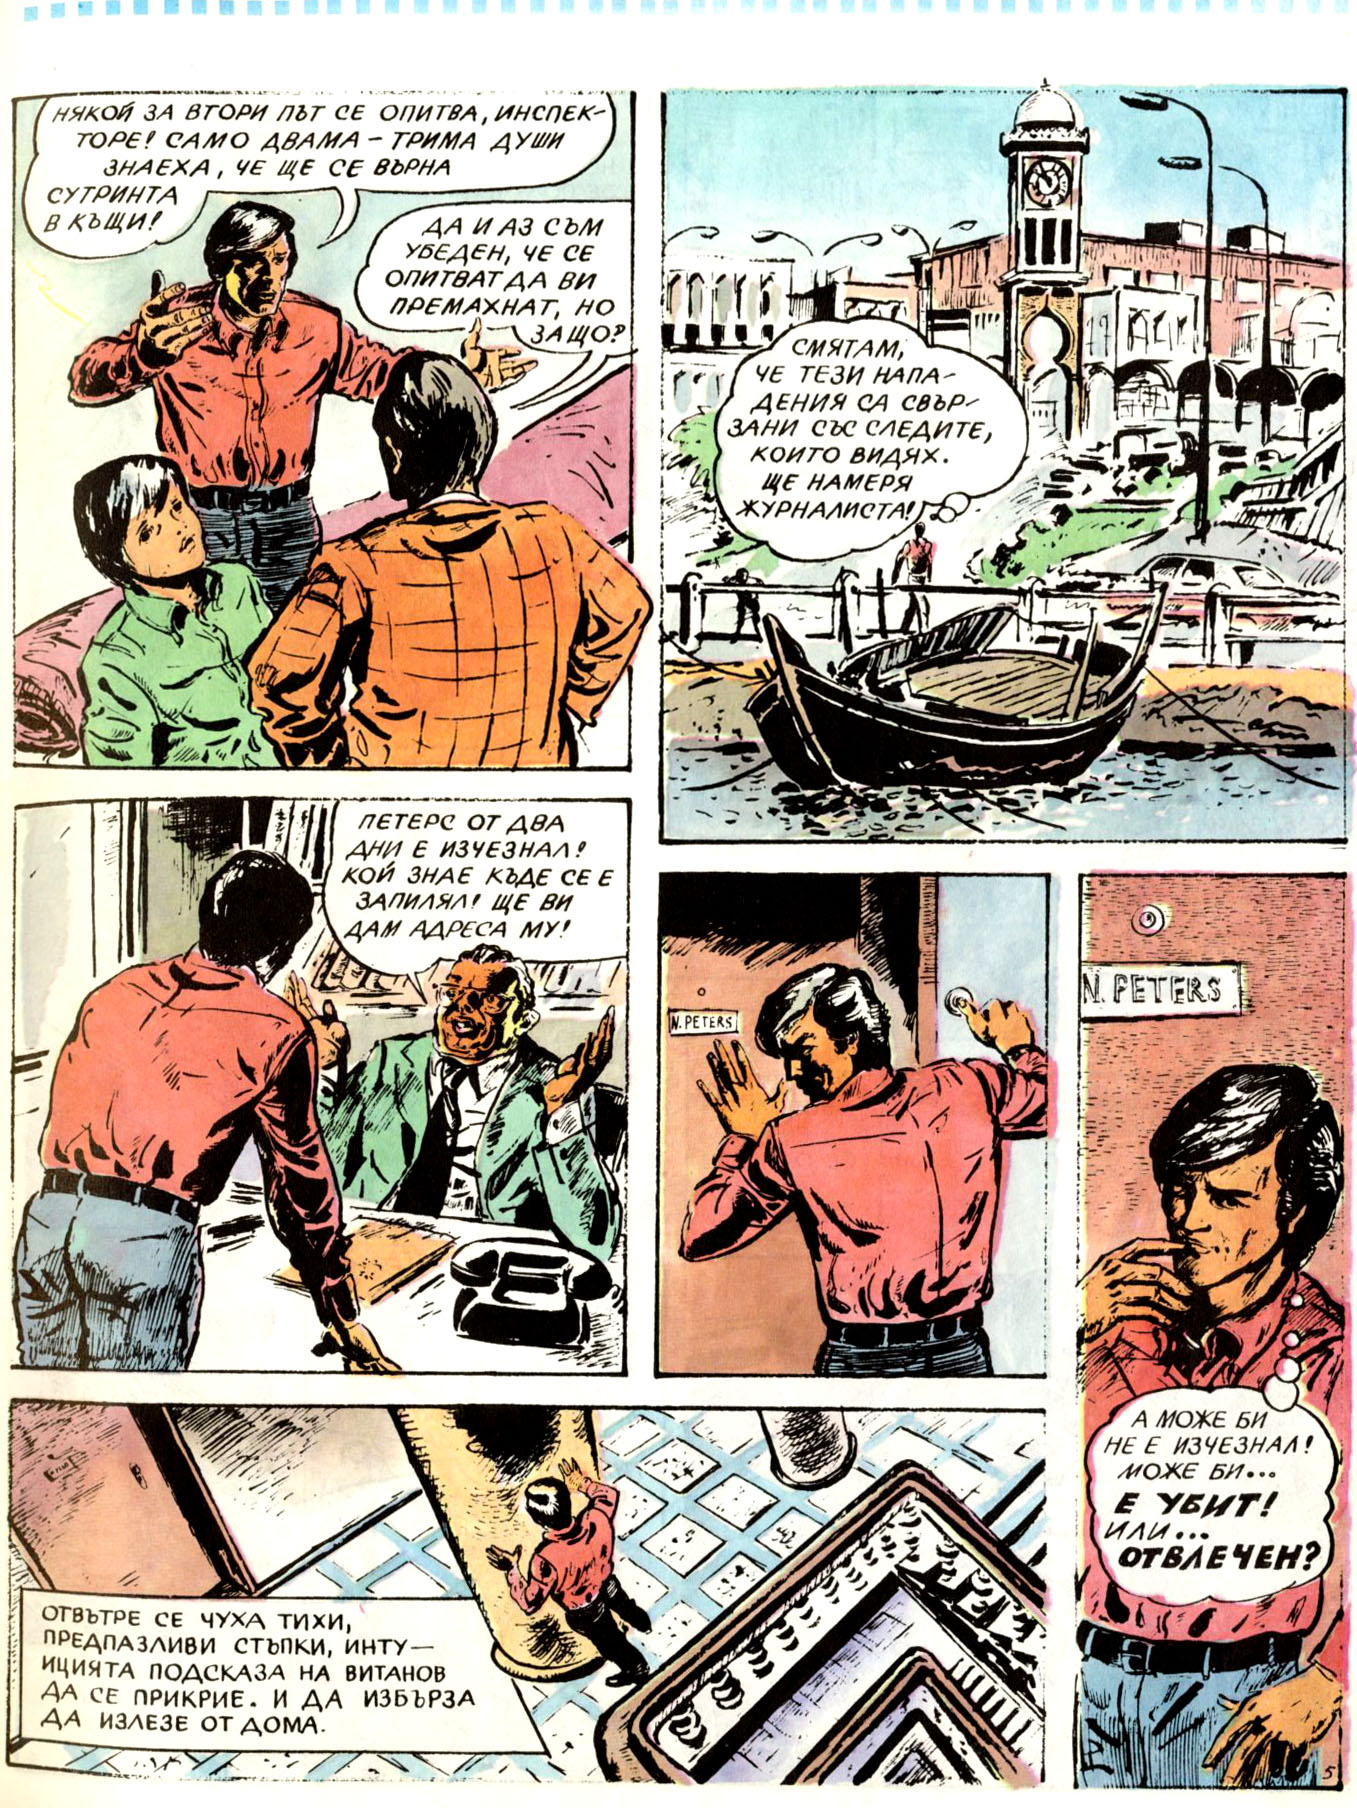 НЯКОЙ ЗА ВТОРИ ПЪТ СЕ ОПИТВА, ИНСПЕК-
ТОРЕ! САМО ДВАМА - ТРИМА ДУШИ
ЗНАЕХА, ЧЕ ЩЕ СЕ ВЪРНА
СУТРИНТА
В КЪЩИ!
ДА И АЗ СЪМ
УБЕДЕН, ЧЕ СЕ
ОПИТВАТ ДА ВИ
ПРЕМАХНАТ, НО
ЗАЩО?
СМЯТАМ,
ЧЕ ТЕЗИ НАПА-
ДЕНИЯ СА СВЪР-
ЗАНИ СЪС СЛЕДИТЕ,
КОИТО ВИДЯХ.
ЩЕ НАМЕРЯ
ЖУРНАЛИСТА!
ПЕТЕРС ОТ ДВА
ДНИ Е ИЗЧЕЗНАЛ!
КОЙ ЗНАЕ КЪДЕ СЕ Е
ЗАПИЛЯЛ! ЩЕ ВИ
ДАМ АДРЕСА МУ!
N. PETERS
N. PETERS
А МОЖЕ БИ
НЕ Е ИЗЧЕЗНАЛ!
МОЖЕ БИ...
Е УБИТ!
ИЛИ...
ОТВЛЕЧЕН?
ОТВЪТРЕ СЕ ЧУХА ТИХИ,
ПРЕДПАЗЛИВИ СТЪПКИ, ИНТУ-
ИЦИЯТА ПОДСКАЗА НА ВИТАНОВ
ДА СЕ ПРИКРИЕ. И ДА ИЗБЪРЗА
ДА ИЗЛЕЗЕ ОТ ДОМА.
5